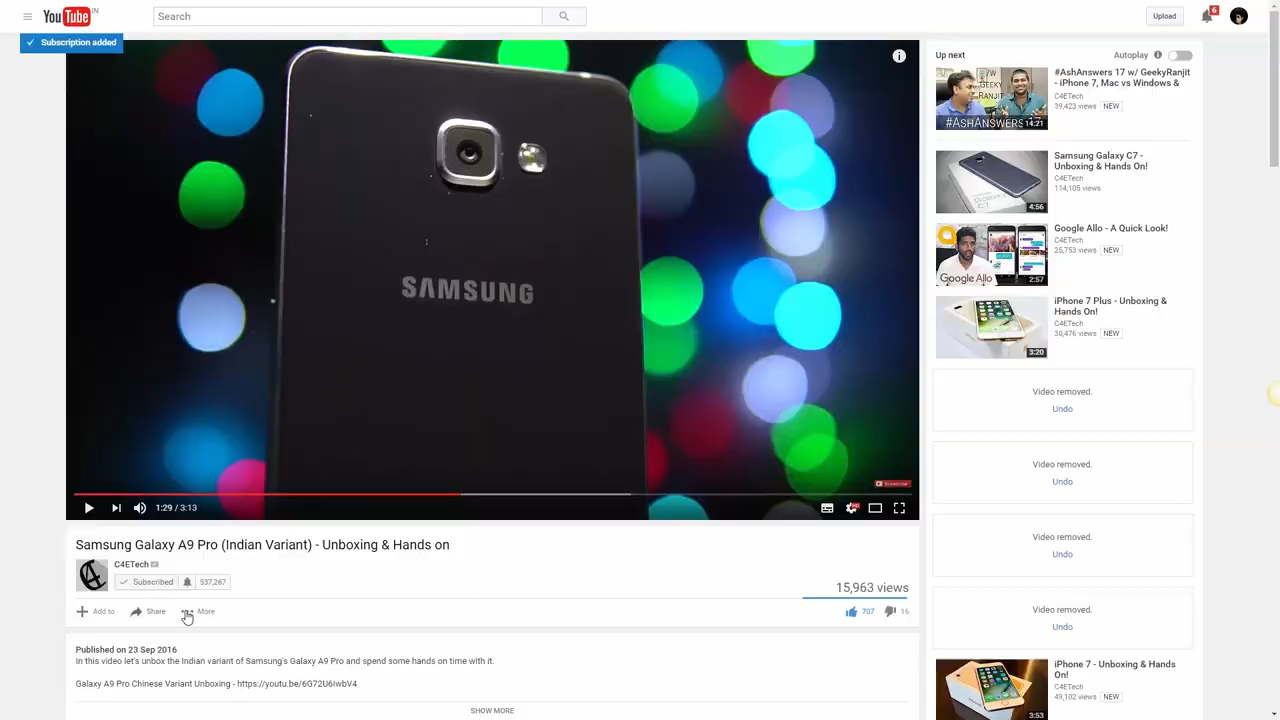 YouTube IN
Search
Upload
6
Subscription added
SAMSUNG
1:29 / 3:13
HD
Samsung Galaxy A9 Pro (Indian Variant) - Unboxing & Hands on
C4ETech
Subscribed 537,267
15,963 views
Add to Share More
707 16
Published on 23 Sep 2016
In this video let's unbox the Indian variant of Samsung's Galaxy A9 Pro and spend some hands on time with it.
Galaxy A9 Pro Chinese Variant Unboxing - https://youtu.be/6G72U6IwbV4
SHOW MORE
Up next
Autoplay
#AshAnswers 17 w/ GeekyRanjit
- iPhone 7, Mac vs Windows &
C4ETech
39,423 views NEW
#ASHANSWERS
14:21
Samsung Galaxy C7 -
Unboxing & Hands On!
C4ETech
114,105 views
Galaxy C7
4:56
Google Allo - A Quick Look!
C4ETech
25,753 views NEW
Google Allo
2:57
iPhone 7 Plus - Unboxing &
Hands On!
C4ETech
30,476 views NEW
3:20
Video removed.
Undo
Video removed.
Undo
Video removed.
Undo
Video removed.
Undo
iPhone 7 - Unboxing & Hands
On!
C4ETech
49,102 views NEW
3:53